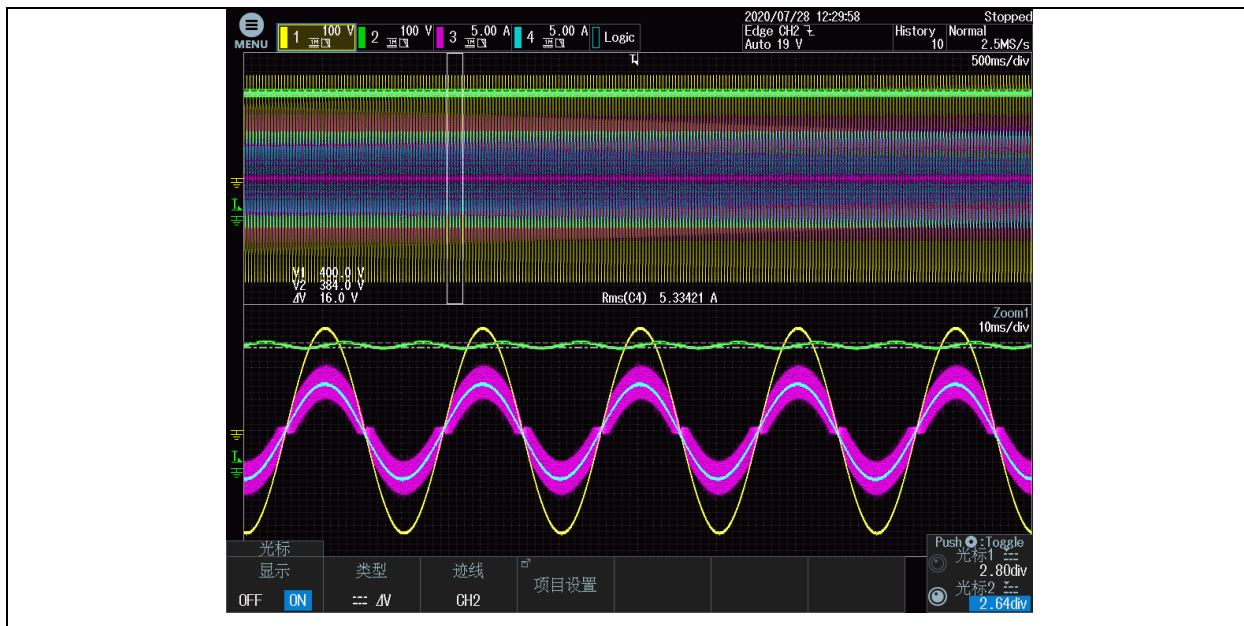 2020/07/28 12:29:58 Stopped
MENU 1 100 V 2 100 V 3 5.00 A 4 5.00 A Logic Edge CH2 Auto 19 V History 10 Normal 2.5MS/s
500ms/div
V1 400.0 V
V2 384.0 V
ΔV 16.0 V Rms(C4) 5.33421 A
Zoom1
10ms/div
光标
显示 类型 迹线 项目设置
OFF ON ΔV CH2
Push :Toggle
光标1
2.80div
光标2
2.64div